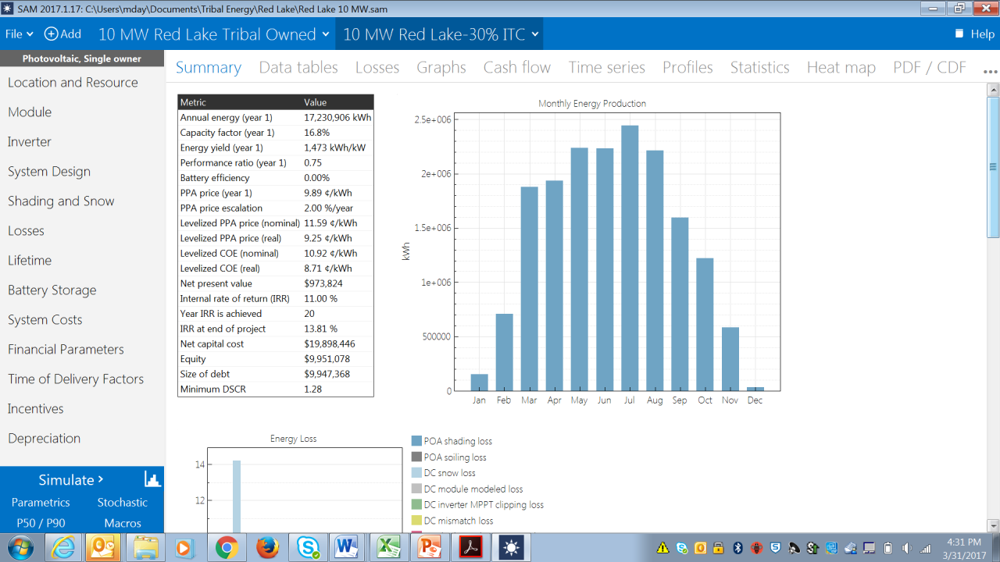 SAM 2017.1.17: C:\Users\mday\Documents\Tribal Energy\Red Lake\Red Lake 10 MW.sam
File Add 10 MW Red Lake Tribal Owned 10 MW Red Lake-30% ITC Help
Photovoltaic, Single owner
Summary Data tables Losses Graphs Cash flow Time series Profiles Statistics Heat map PDF / CDF ...
Location and Resource
Module
Inverter
System Design
Shading and Snow
Losses
Lifetime
Battery Storage
System Costs
Financial Parameters
Time of Delivery Factors
Incentives
Depreciation
Simulate >
Parametrics Stochastic
P50 / P90 Macros
Metric Value
Annual energy (year 1) 17,230,906 kWh
Capacity factor (year 1) 16.8%
Energy yield (year 1) 1,473 kWh/kW
Performance ratio (year 1) 0.75
Battery efficiency 0.00%
PPA price (year 1) 9.89 ¢/kWh
PPA price escalation 2.00 %/year
Levelized PPA price (nominal) 11.59 ¢/kWh
Levelized PPA price (real) 9.25 ¢/kWh
Levelized COE (nominal) 10.92 ¢/kWh
Levelized COE (real) 8.71 ¢/kWh
Net present value $973,824
Internal rate of return (IRR) 11.00 %
Year IRR is achieved 20
IRR at end of project 13.81 %
Net capital cost $19,898,446
Equity $9,951,078
Size of debt $9,947,368
Minimum DSCR 1.28
Monthly Energy Production
2.5e+006
2e+006
1.5e+006
kWh
1e+006
500000
0
Jan Feb Mar Apr May Jun Jul Aug Sep Oct Nov Dec
Energy Loss
14
12
POA shading loss
POA soiling loss
DC snow loss
DC module modeled loss
DC inverter MPPT clipping loss
DC mismatch loss
4:31 PM
3/31/2017